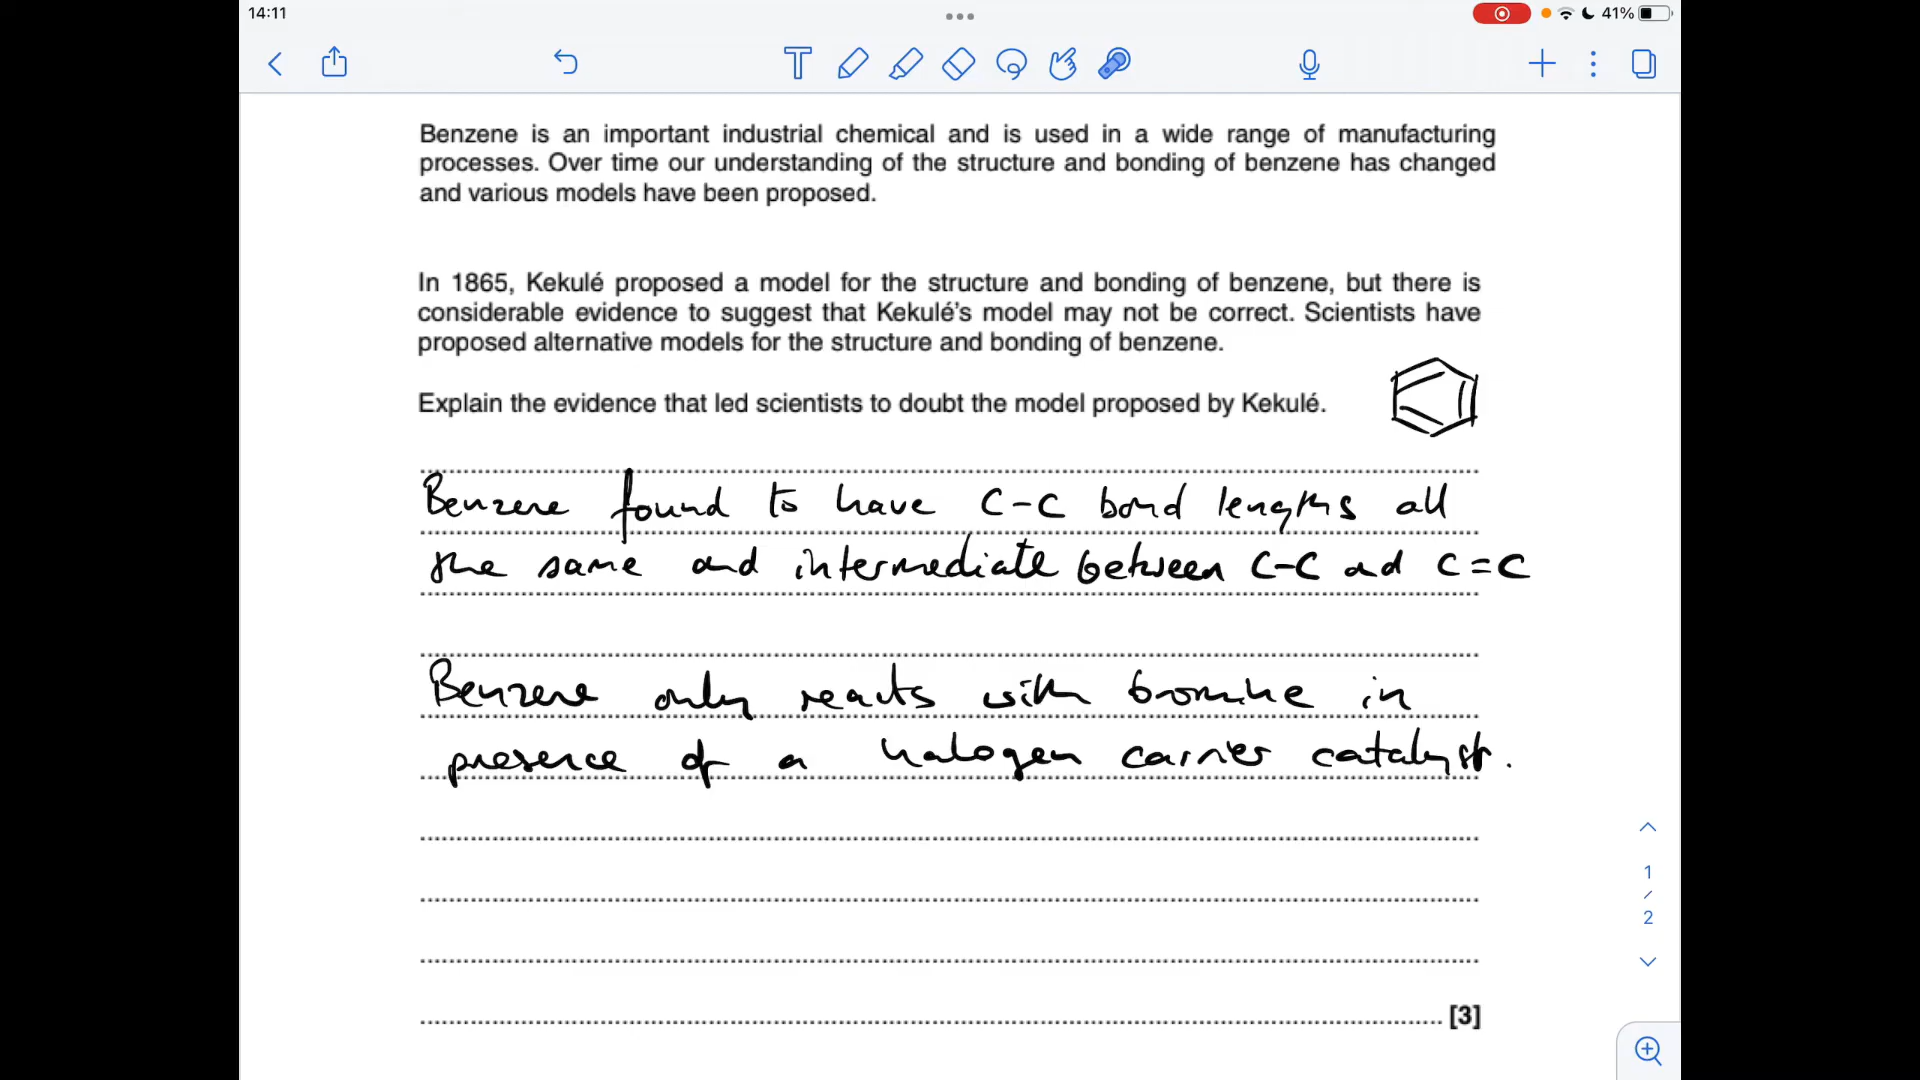 14:11
41%
Benzene is an important industrial chemical and is used in a wide range of manufacturing
processes. Over time our understanding of the structure and bonding of benzene has changed
and various models have been proposed.
In 1865, Kekulé proposed a model for the structure and bonding of benzene, but there is
considerable evidence to suggest that Kekulé's model may not be correct. Scientists have
proposed alternative models for the structure and bonding of benzene.
Explain the evidence that led scientists to doubt the model proposed by Kekulé.
Benzene found to have C-C bond lengths all
the same and intermediate between C-C ad C=C
Benzene only reacts with bromine in
presence of a halogen carrier catalyst.
[3]
1
/
2